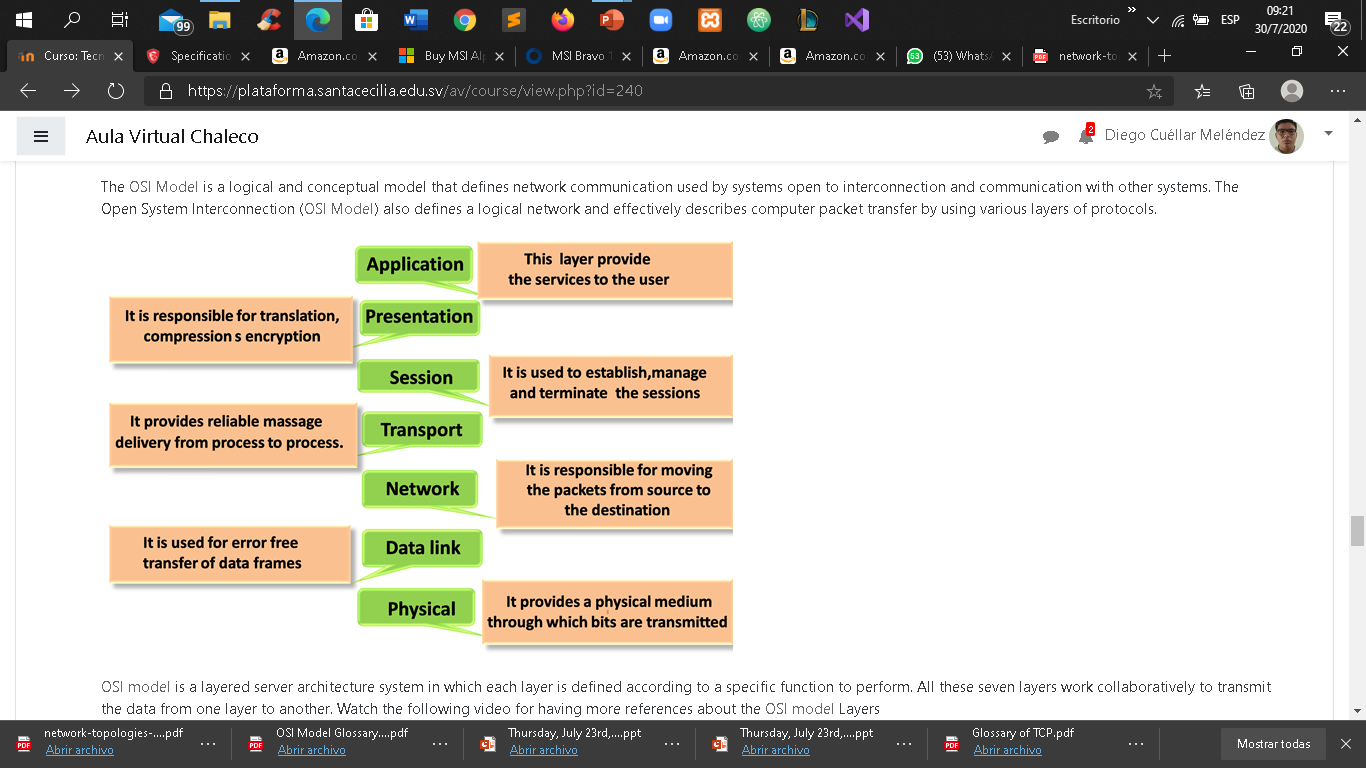 99
Escritorio
ESP
09:21
30/7/2020
22
Curso: Tecn
Specificatio
Amazon.co
Buy MSI Al
MSI Bravo 1
Amazon.co
Amazon.co
(53) Whats
network-to
https://plataforma.santacecilia.edu.sv/av/course/view.php?id=240
Aula Virtual Chaleco
2
Diego Cuéllar Meléndez
The OSI Model is a logical and conceptual model that defines network communication used by systems open to interconnection and communication with other systems. The
Open System Interconnection (OSI Model) also defines a logical network and effectively describes computer packet transfer by using various layers of protocols.
Application
This layer provide
the services to the user
Presentation
It is responsible for translation,
compression s encryption
Session
It is used to establish,manage
and terminate the sessions
Transport
It provides reliable massage
delivery from process to process.
Network
It is responsible for moving
the packets from source to
the destination
Data link
It is used for error free
transfer of data frames
Physical
It provides a physical medium
through which bits are transmitted
OSI model is a layered server architecture system in which each layer is defined according to a specific function to perform. All these seven layers work collaboratively to transmit
the data from one layer to another. Watch the following video for having more references about the OSI model Layers
network-topologies-....pdf
Abrir archivo
OSI Model Glossary....pdf
Abrir archivo
Thursday, July 23rd,....ppt
Abrir archivo
Thursday, July 23rd,....ppt
Abrir archivo
Glossary of TCP.pdf
Abrir archivo
Mostrar todas